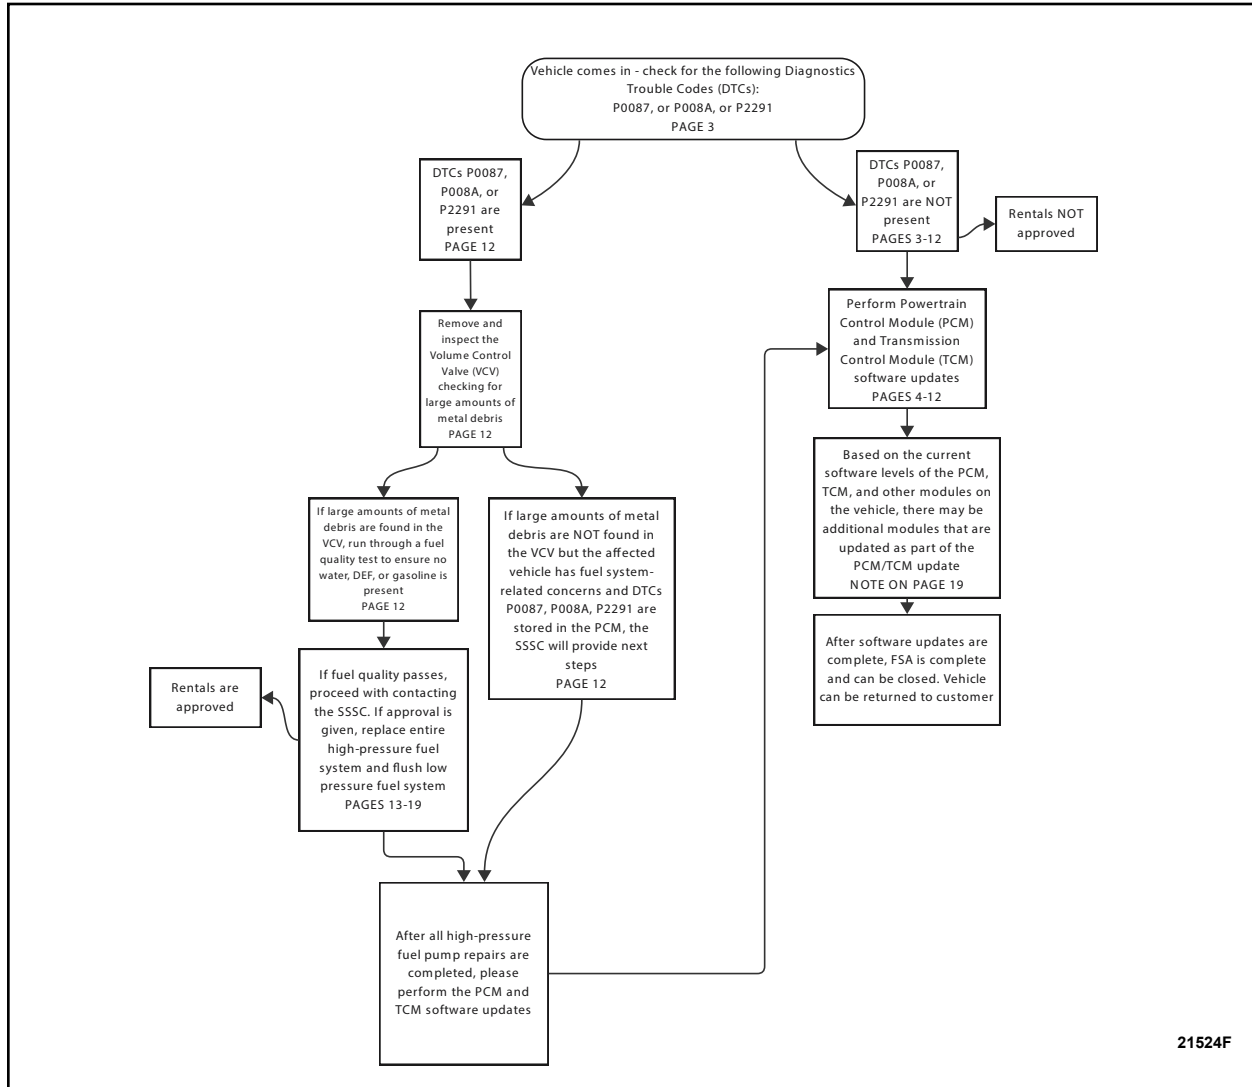 Vehicle comes in - check for the following Diagnostics
Trouble Codes (DTCs):
P0087, or P008A, or P2291
PAGE 3
DTCs P0087,
P008A, or
P2291 are
present
PAGE 12
DTCs P0087,
P008A, or
P2291 are NOT
present
PAGES 3-12
Rentals NOT
approved
Remove and
inspect the
Volume Control
Valve (VCV)
checking for
large amounts of
metal debris
PAGE 12
Perform Powertrain
Control Module (PCM)
and Transmission
Control Module (TCM)
software updates
PAGES 4-12
If large amounts of metal
debris are found in the
VCV, run through a fuel
quality test to ensure no
water, DEF, or gasoline is
present
PAGE 12
If large amounts of metal
debris are NOT found in
the VCV but the affected
vehicle has fuel system-
related concerns and DTCs
P0087, P008A, P2291 are
stored in the PCM, the
SSSC will provide next
steps
PAGE 12
Based on the current
software levels of the PCM,
TCM, and other modules on
the vehicle, there may be
additional modules that are
updated as part of the
PCM/TCM update
NOTE ON PAGE 19
Rentals are
approved
If fuel quality passes,
proceed with contacting
the SSSC. If approval is
given, replace entire
high-pressure fuel
system and flush low
pressure fuel system
PAGES 13-19
After software updates are
complete, FSA is complete
and can be closed. Vehicle
can be returned to customer
After all high-pressure
fuel pump repairs are
completed, please
perform the PCM and
TCM software updates
21524F